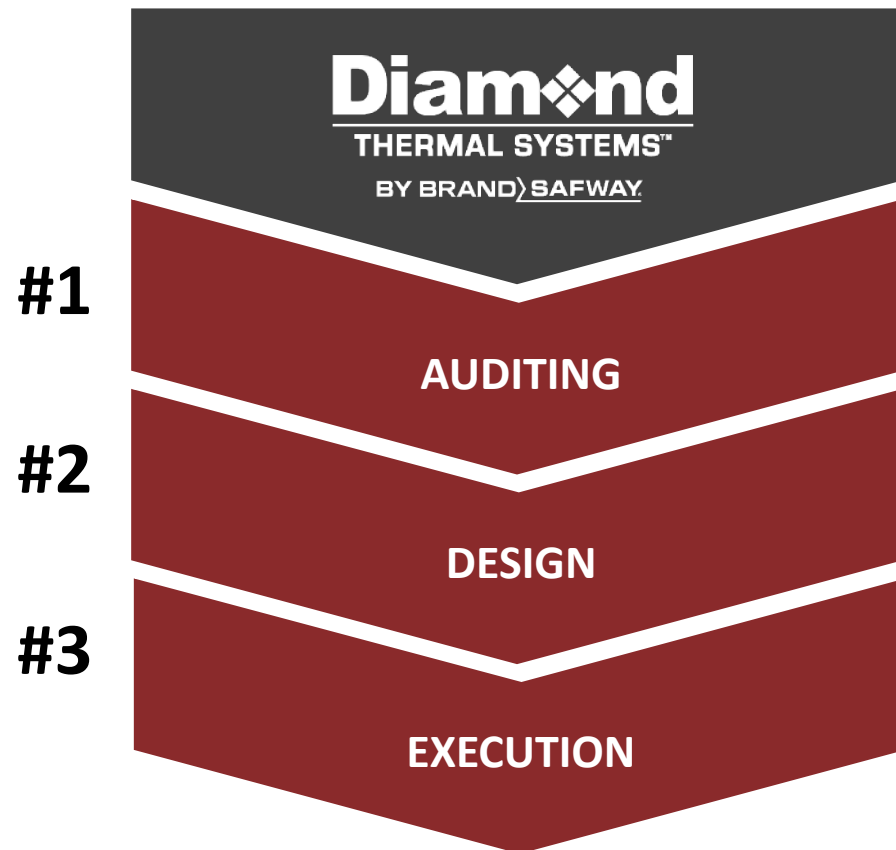 Diamond
THERMAL SYSTEMS™
BY BRAND SAFWAY.
#1
AUDITING
#2
DESIGN
#3
EXECUTION